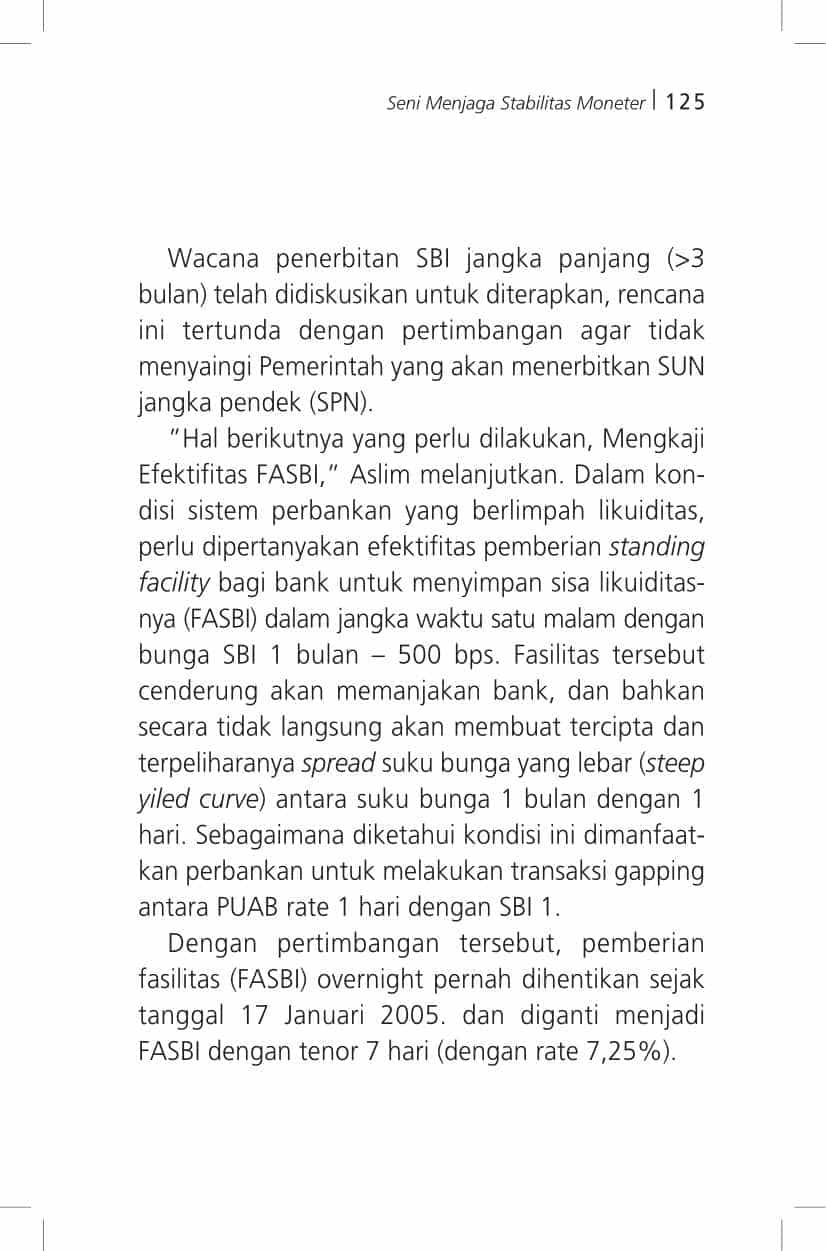 Seni Menjaga Stabilitas Moneter | 125
Wacana penerbitan SBI jangka panjang (>3
bulan) telah didiskusikan untuk diterapkan, rencana
ini tertunda dengan pertimbangan agar tidak
menyaingi Pemerintah yang akan menerbitkan SUN
jangka pendek (SPN).
”Hal berikutnya yang perlu dilakukan, Mengkaji
Efektifitas FASBI,” Aslim melanjutkan. Dalam kon-
disi sistem perbankan yang berlimpah likuiditas,
perlu dipertanyakan efektifitas pemberian standing
facility bagi bank untuk menyimpan sisa likuiditas-
nya (FASBI) dalam jangka waktu satu malam dengan
bunga SBI 1 bulan – 500 bps. Fasilitas tersebut
cenderung akan memanjakan bank, dan bahkan
secara tidak langsung akan membuat tercipta dan
terpeliharanya spread suku bunga yang lebar (steep
yiled curve) antara suku bunga 1 bulan dengan 1
hari. Sebagaimana diketahui kondisi ini dimanfaat-
kan perbankan untuk melakukan transaksi gapping
antara PUAB rate 1 hari dengan SBI 1.
Dengan pertimbangan tersebut, pemberian
fasilitas (FASBI) overnight pernah dihentikan sejak
tanggal 17 Januari 2005. dan diganti menjadi
FASBI dengan tenor 7 hari (dengan rate 7,25%).